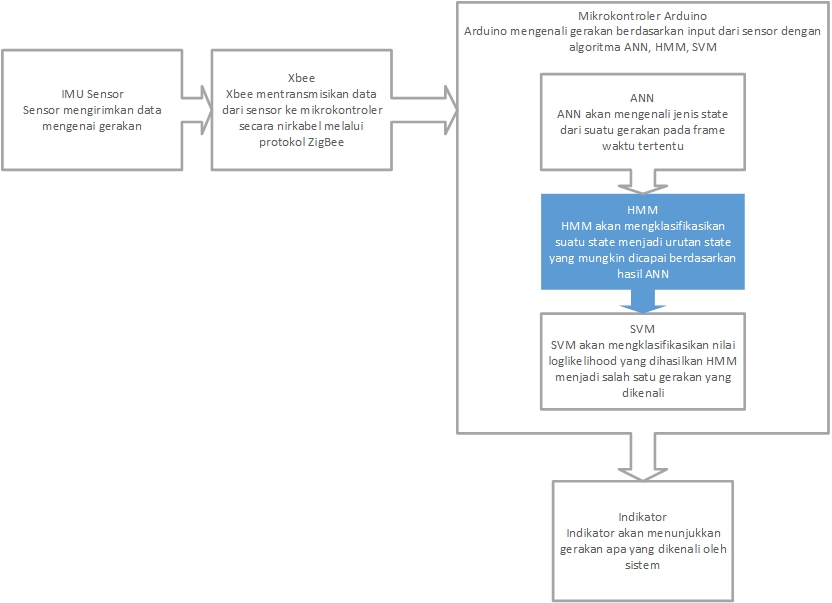 IMU Sensor
Sensor mengirimkan data
mengenai gerakan
Xbee
Xbee mentransmisikan data
dari sensor ke mikrokontroler
secara nirkabel melalui
protokol ZigBee
Mikrokontroler Arduino
Arduino mengenali gerakan berdasarkan input dari sensor dengan
algoritma ANN, HMM, SVM
ANN
ANN akan mengenali jenis state
dari suatu gerakan pada frame
waktu tertentu
HMM
HMM akan mengklasifikasikan
suatu state menjadi urutan state
yang mungkin dicapai berdasarkan
hasil ANN
SVM
SVM akan mengklasifikasikan nilai
loglikelihood yang dihasilkan HMM
menjadi salah satu gerakan yang
dikenali
Indikator
Indikator akan menunjukkan
gerakan apa yang dikenali oleh
sistem